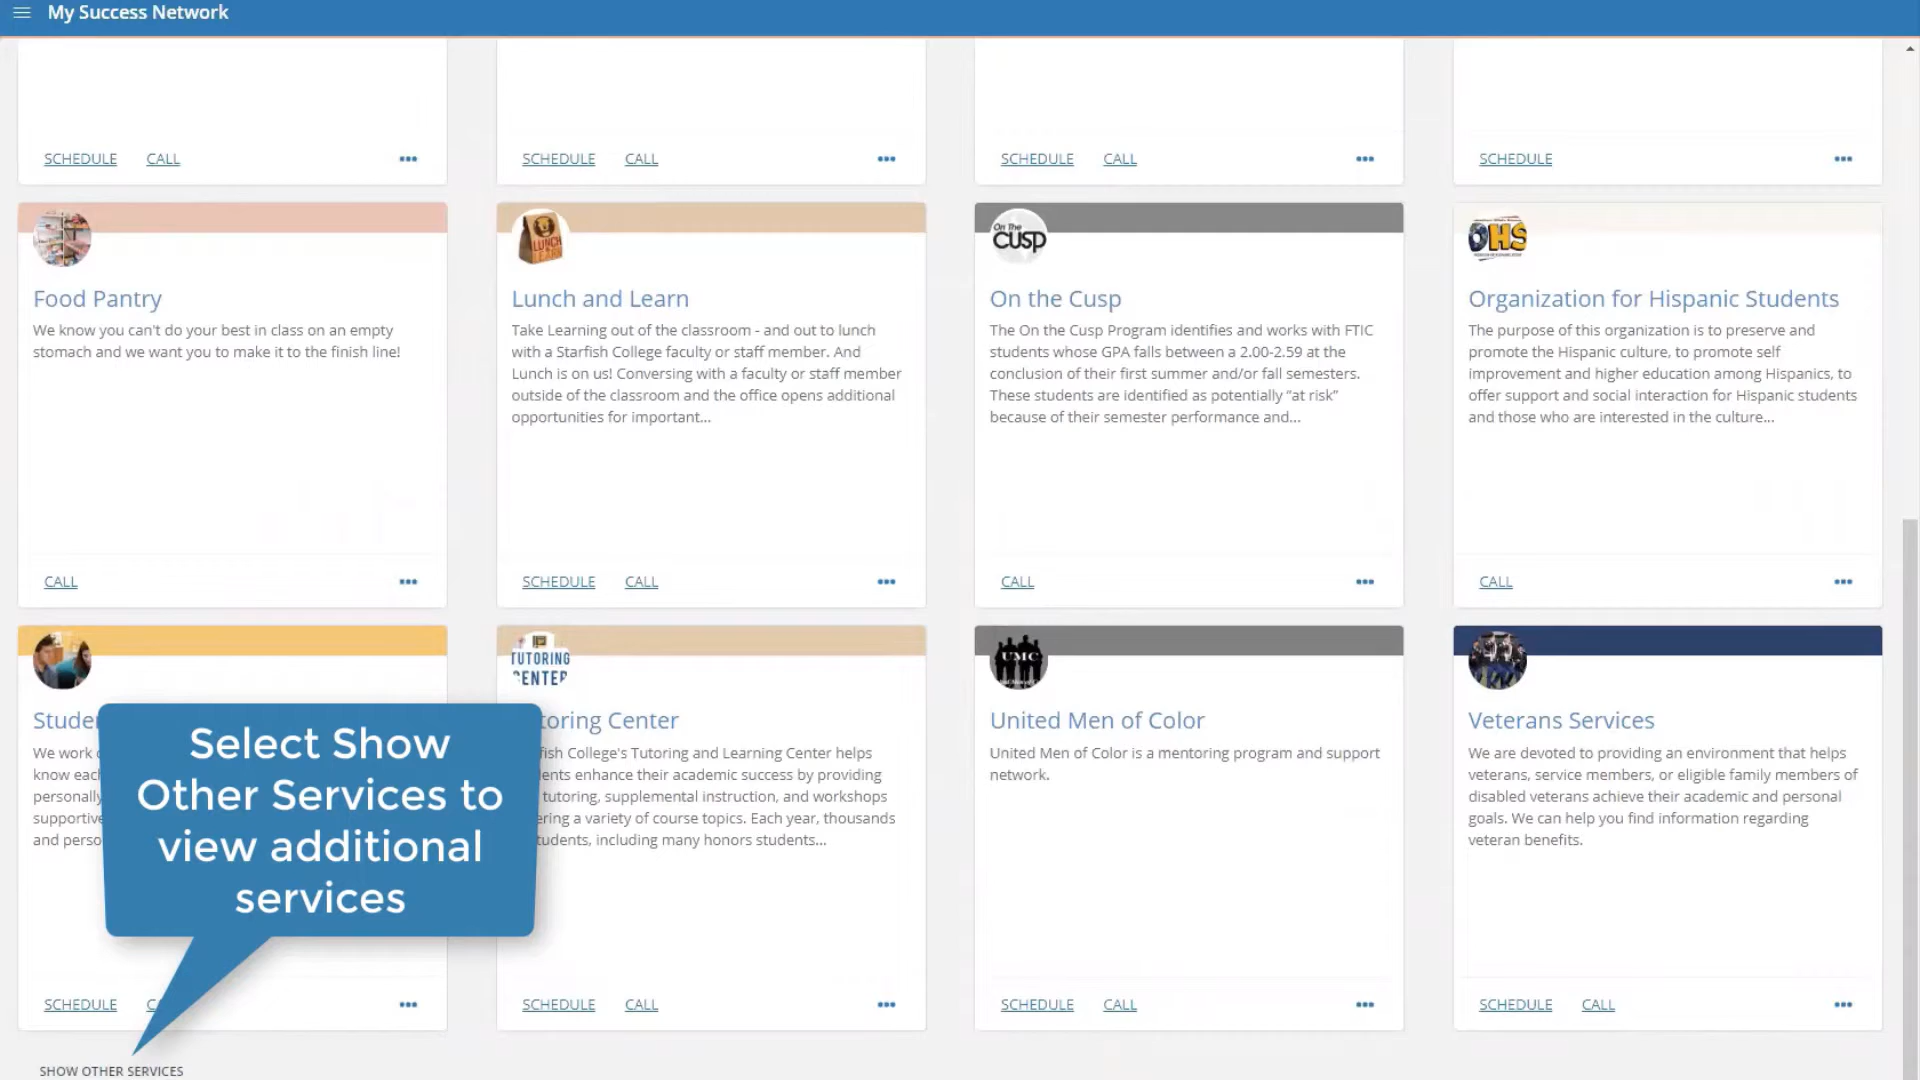 My Success Network
SCHEDULE CALL
SCHEDULE CALL
SCHEDULE CALL
SCHEDULE
Food Pantry
We know you can't do your best in class on an empty
stomach and we want you to make it to the finish line!
CALL
LUNCH
LEARN
Lunch and Learn
Take Learning out of the classroom - and out to lunch
with a Starfish College faculty or staff member. And
Lunch is on us! Conversing with a faculty or staff member
outside of the classroom and the office opens additional
opportunities for important...
SCHEDULE CALL
On The
CUSP
On the Cusp
The On the Cusp Program identifies and works with FTIC
students whose GPA falls between a 2.00-2.59 at the
conclusion of their first summer and/or fall semesters.
These students are identified as potentially "at risk"
because of their semester performance and...
CALL
OHS
Organization for Hispanic Students
The purpose of this organization is to preserve and
promote the Hispanic culture, to promote self
improvement and higher education among Hispanics, to
offer support and social interaction for Hispanic students
and those who are interested in the culture...
CALL
We work
personally
SCHEDULE
Select Show
Other Services to
view additional
services
TUTORING
CENTER
toring Center
College's Tutoring and Learning Center helps
enhance their academic success by providing
tutoring, supplemental instruction, and workshops
a variety of course topics. Each year, thousands
including many honors students...
SCHEDULE CALL
UMC
United Men of Color
United Men of Color is a mentoring program and support
network.
SCHEDULE CALL
Veterans Services
We are devoted to providing an environment that helps
veterans, service members, or eligible family members of
disabled veterans achieve their academic and personal
goals. We can help you find information regarding
veteran benefits.
SCHEDULE CALL
SHOW OTHER SERVICES